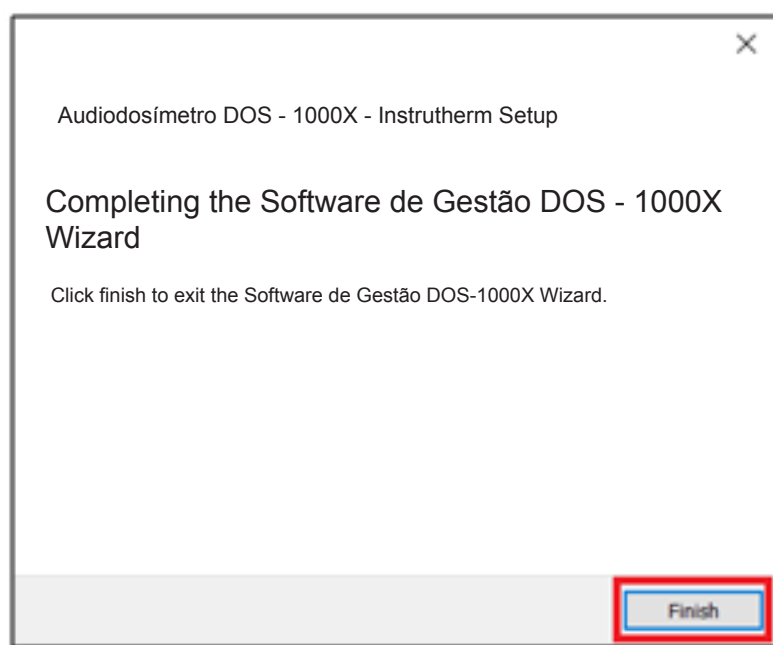 Audiodosímetro DOS - 1000X - Instrutherm Setup
Completing the Software de Gestão DOS - 1000X
Wizard
Click finish to exit the Software de Gestão DOS-1000X Wizard.
Finish